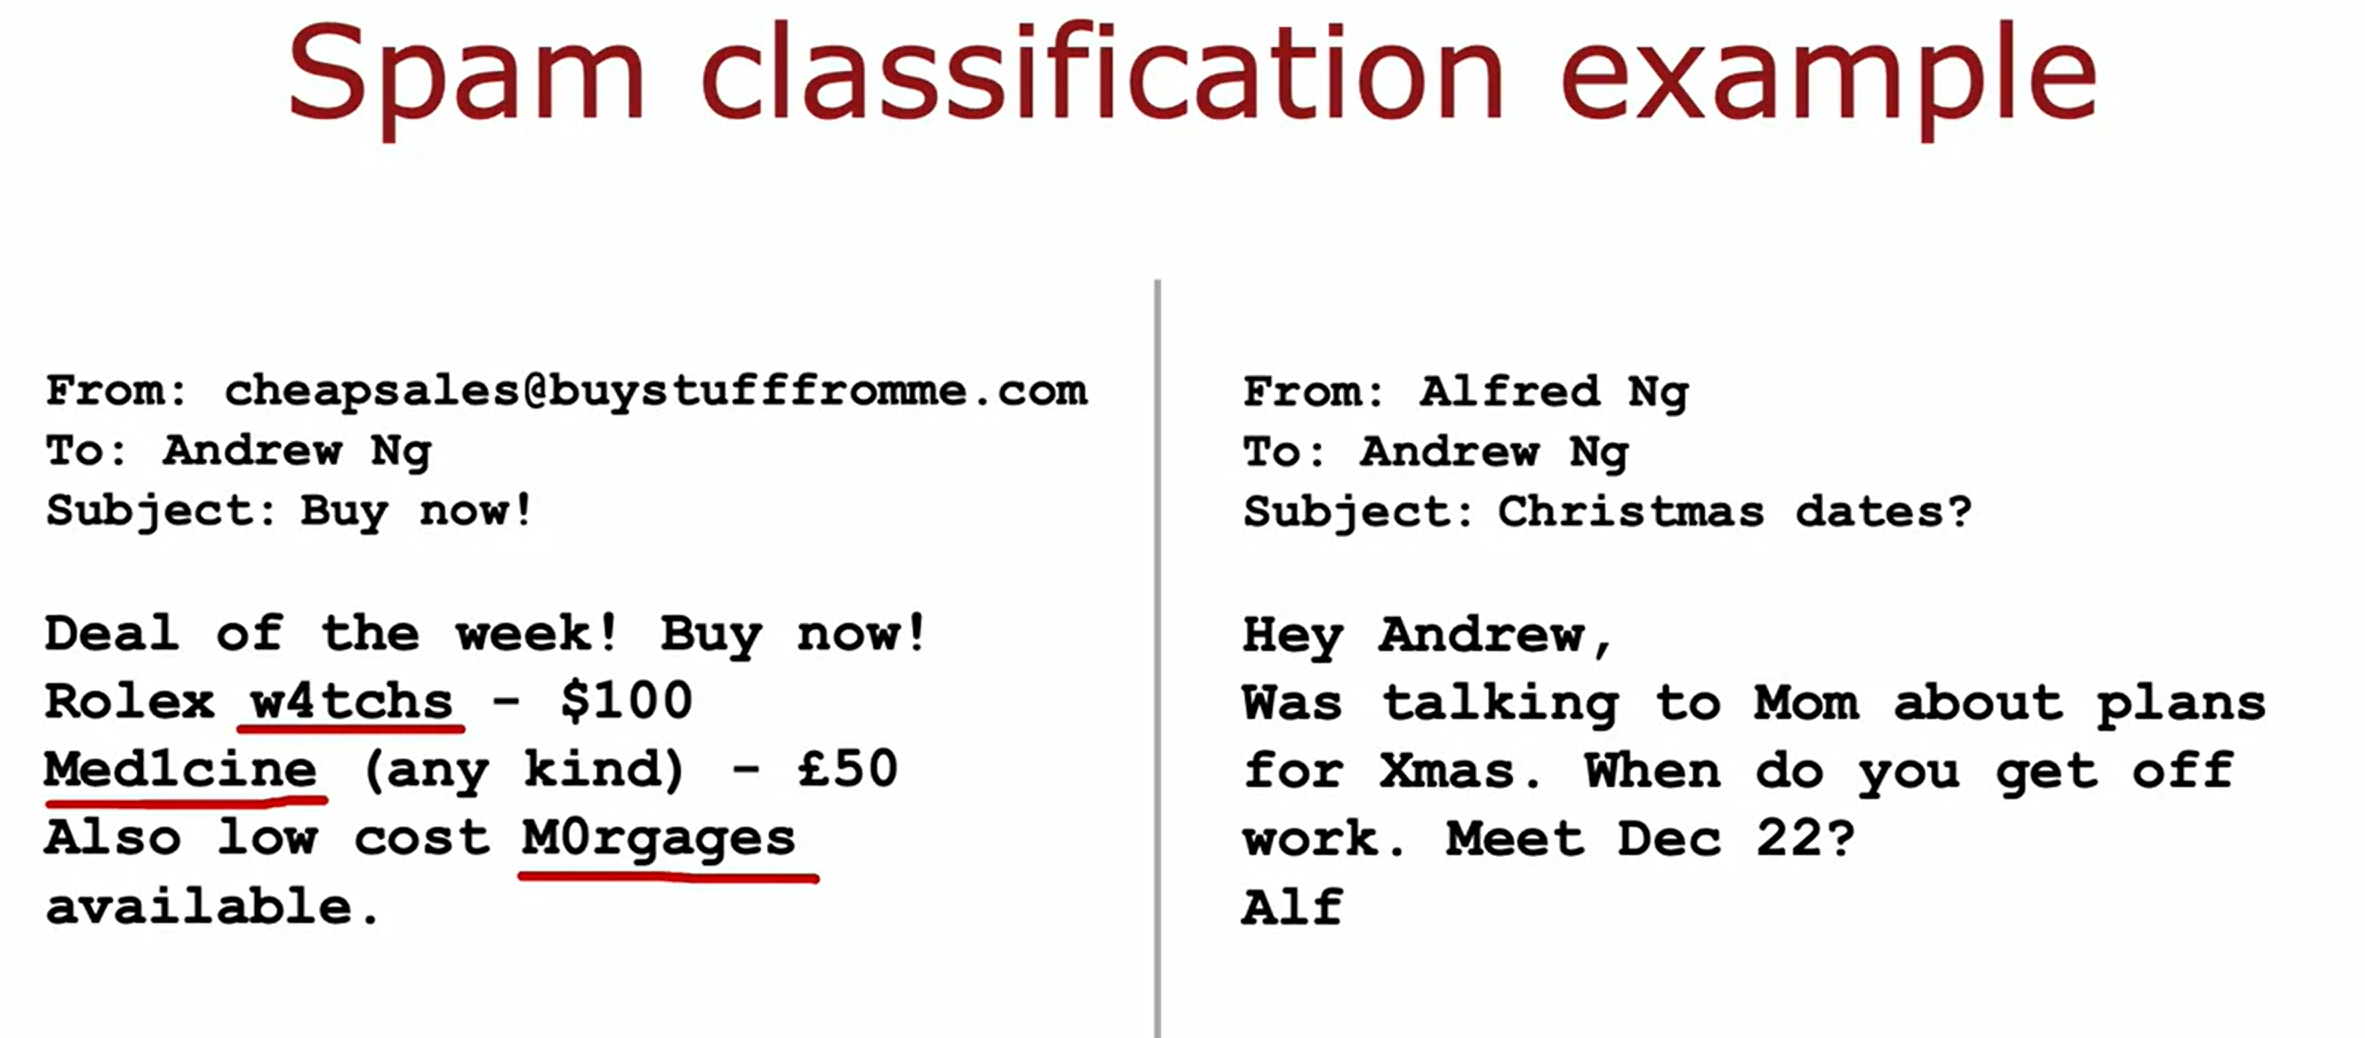 Spam classification example
From: cheapsales@buystufffromme.com
To: Andrew Ng
Subject: Buy now!
Deal of the week! Buy now!
Rolex w4tchs - $100
Med1cine (any kind) - £50
Also low cost M0rgages
available.
From: Alfred Ng
To: Andrew Ng
Subject: Christmas dates?
Hey Andrew,
Was talking to Mom about plans
for Xmas. When do you get off
work. Meet Dec 22?
Alf